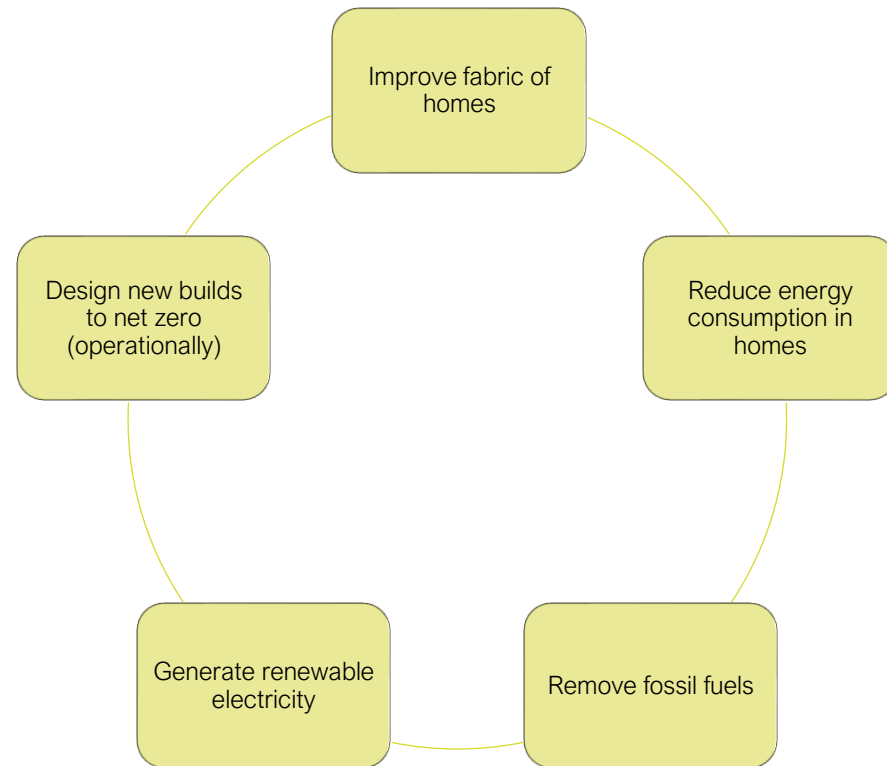 Improve fabric of
homes
Reduce energy
consumption in
homes
Remove fossil fuels
Generate renewable
electricity
Design new builds
to net zero
(operationally)